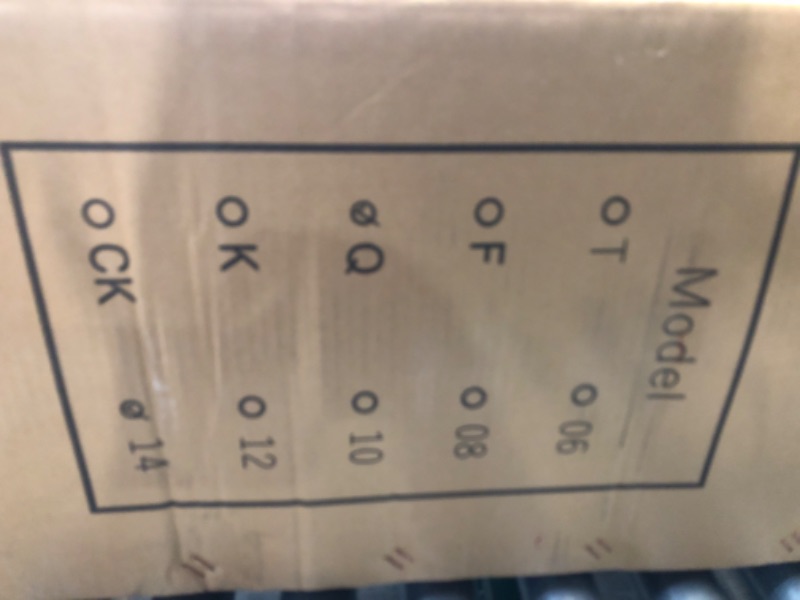 Model
O T O 06
O F O 08
Ø Q O 10
O K O 12
O CK Ø 14